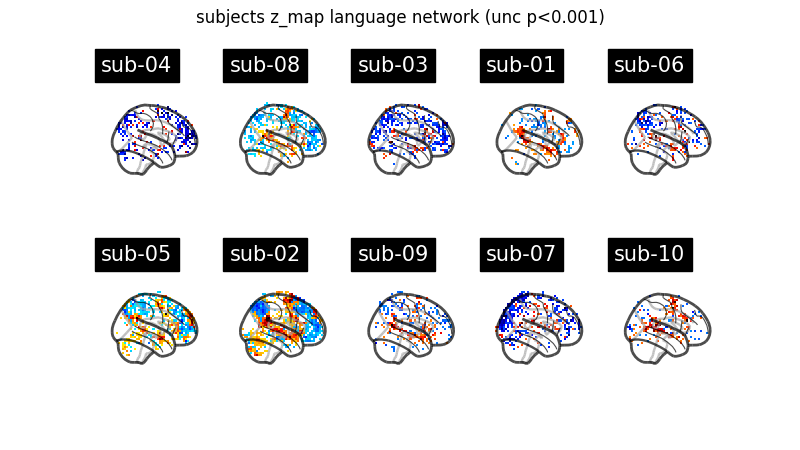 subjects z_map language network (unc p<0.001)
sub-04 sub-08 sub-03 sub-01 sub-06
sub-05 sub-02 sub-09 sub-07 sub-10